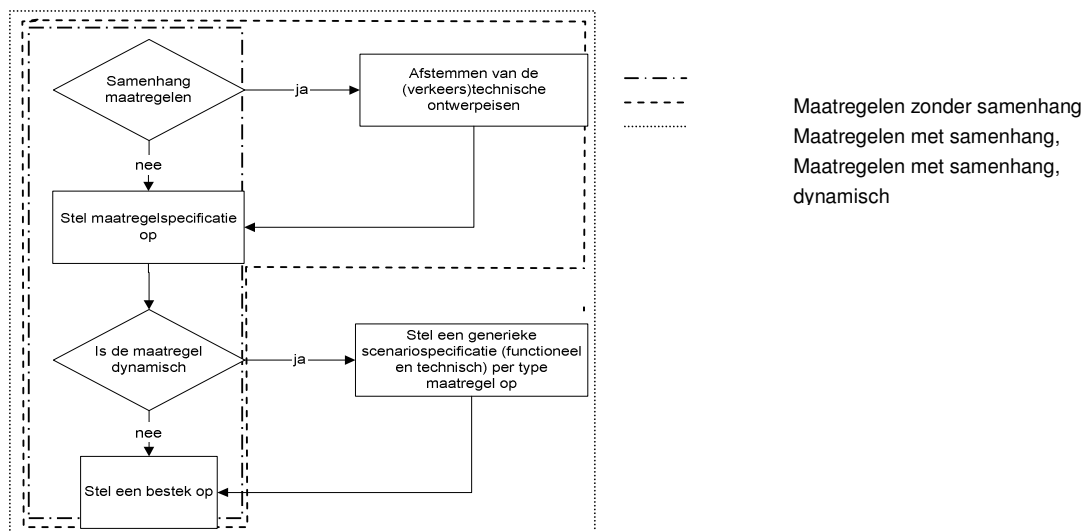 Samenhang
maatregelen
ja
Afstemmen van de
(verkeers)technische
ontwerpeisen
nee
Stel maatregelspecificatie
op
Is de maatregel
dynamisch
ja
Stel een generieke
scenariospecificatie (functioneel
en technisch) per type
maatregel op
nee
Stel een bestek op
Maatregelen zonder samenhang
Maatregelen met samenhang,
Maatregelen met samenhang,
dynamisch